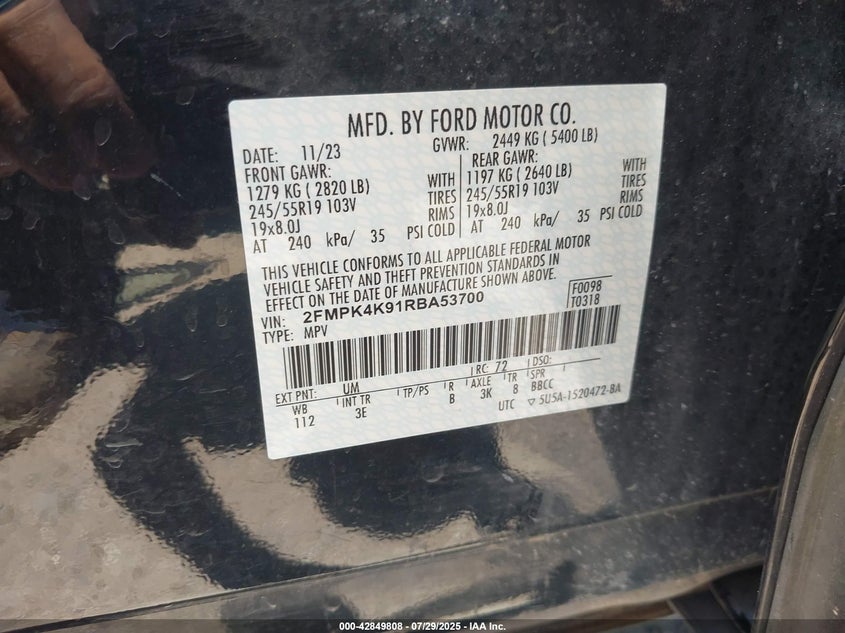 MFD. BY FORD MOTOR CO.
DATE: 11/23 GVWR: 2449 KG ( 5400 LB)
FRONT GAWR: REAR GAWR:
1279 KG ( 2820 LB) WITH 1197 KG ( 2640 LB) WITH
245/55R19 103V TIRES 245/55R19 103V TIRES
19x8.0J RIMS 19x8.0J RIMS
AT 240 kPa/ 35 PSI COLD AT 240 kPa/ 35 PSI COLD
THIS VEHICLE CONFORMS TO ALL APPLICABLE FEDERAL MOTOR
VEHICLE SAFETY AND THEFT PREVENTION STANDARDS IN
EFFECT ON THE DATE OF MANUFACTURE SHOWN ABOVE.
VIN: 2FMPK4K91RBA53700 F0098
TYPE: MPV T0318
EXT PNT: UM RC: 72 DSO:
WB INT TR TP/PS R AXLE TR SPR
112 3E B 3K 8 BBCC
UTC ▽ 5U5A-1520472-BA
000-42849808 - 07/29/2025 - IAA Inc.